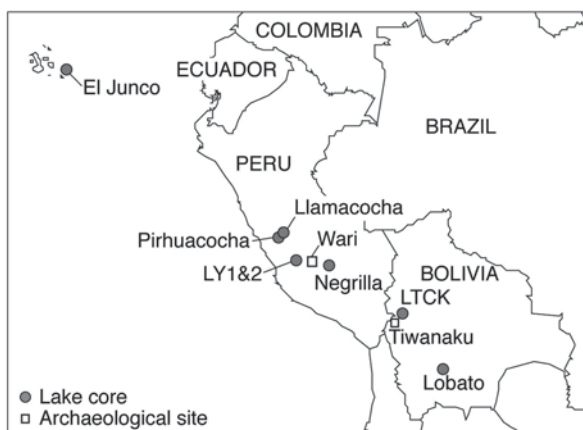 COLOMBIA
ECUADOR
El Junco
BRAZIL
PERU
Llamacocha
Pirhuacocha
Wari
LY1&2
Negrilla
BOLIVIA
LTCK
Tiwanaku
Lobato
Lake core
Archaeological site